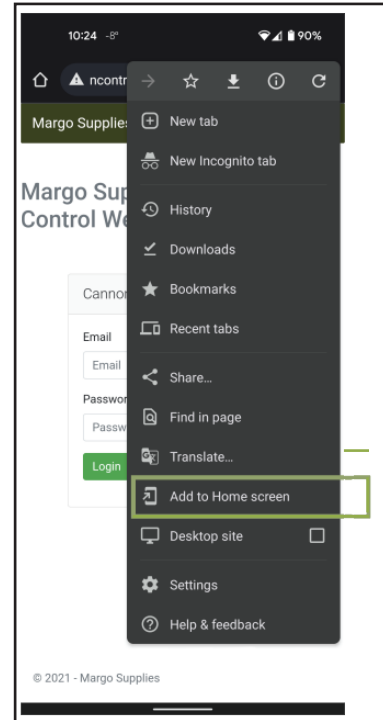 10:24 -8° 90%
ncontr
Margo Supplies
New tab
New Incognito tab
Margo Sup
Control We
History
Downloads
Cannon
Bookmarks
Email
Recent tabs
Email
Share…
Password
Find in page
Passw
Translate…
Login
Add to Home screen
Desktop site
Settings
Help & feedback
© 2021 - Margo Supplies